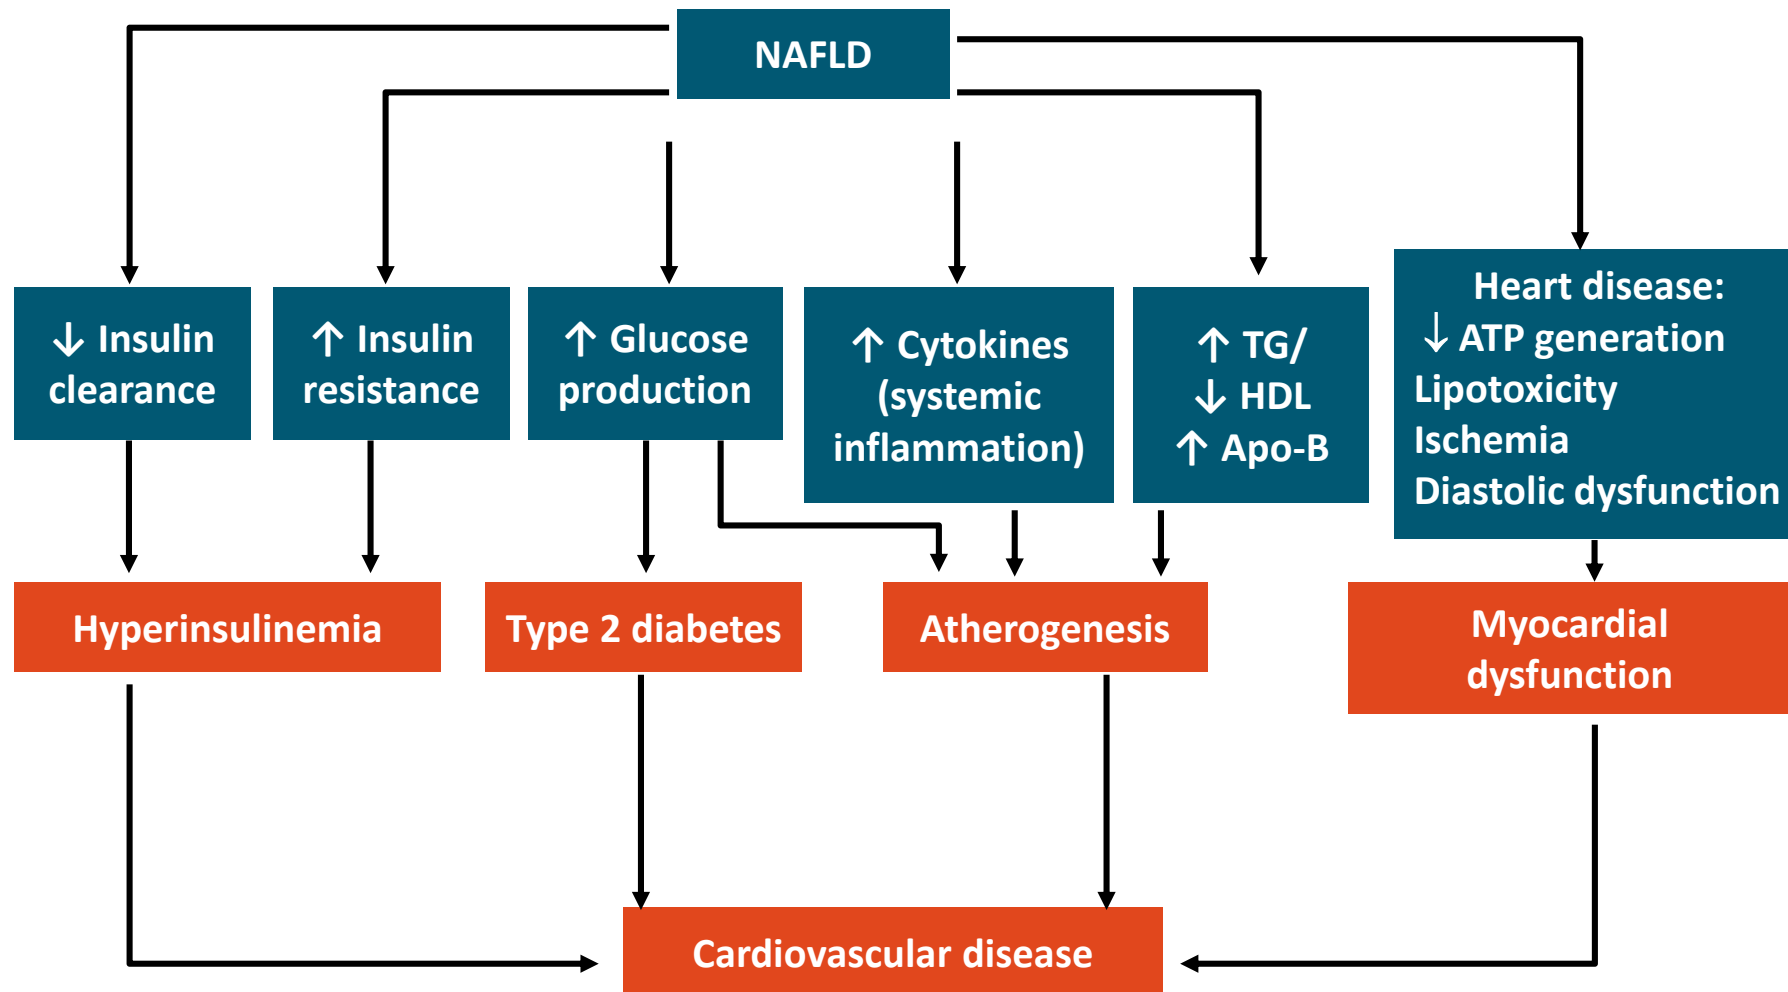 NAFLD
↓ Insulin
clearance
↑ Insulin
resistance
↑ Glucose
production
↑ Cytokines
(systemic
inflammation)
↑ TG/
↓ HDL
↑ Apo-B
Heart disease:
↓ ATP generation
Lipotoxicity
Ischemia
Diastolic dysfunction
Hyperinsulinemia
Type 2 diabetes
Atherogenesis
Myocardial
dysfunction
Cardiovascular disease